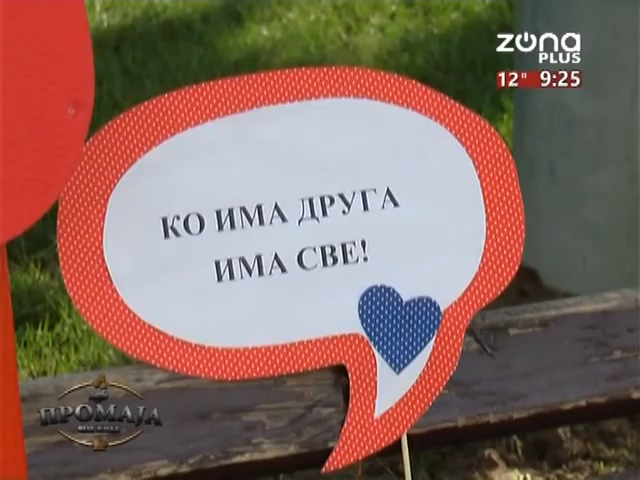 zona
PLUS
12° 9:25
КО ИМА ДРУГА
ИМА СВЕ!
ПРОМАЈА